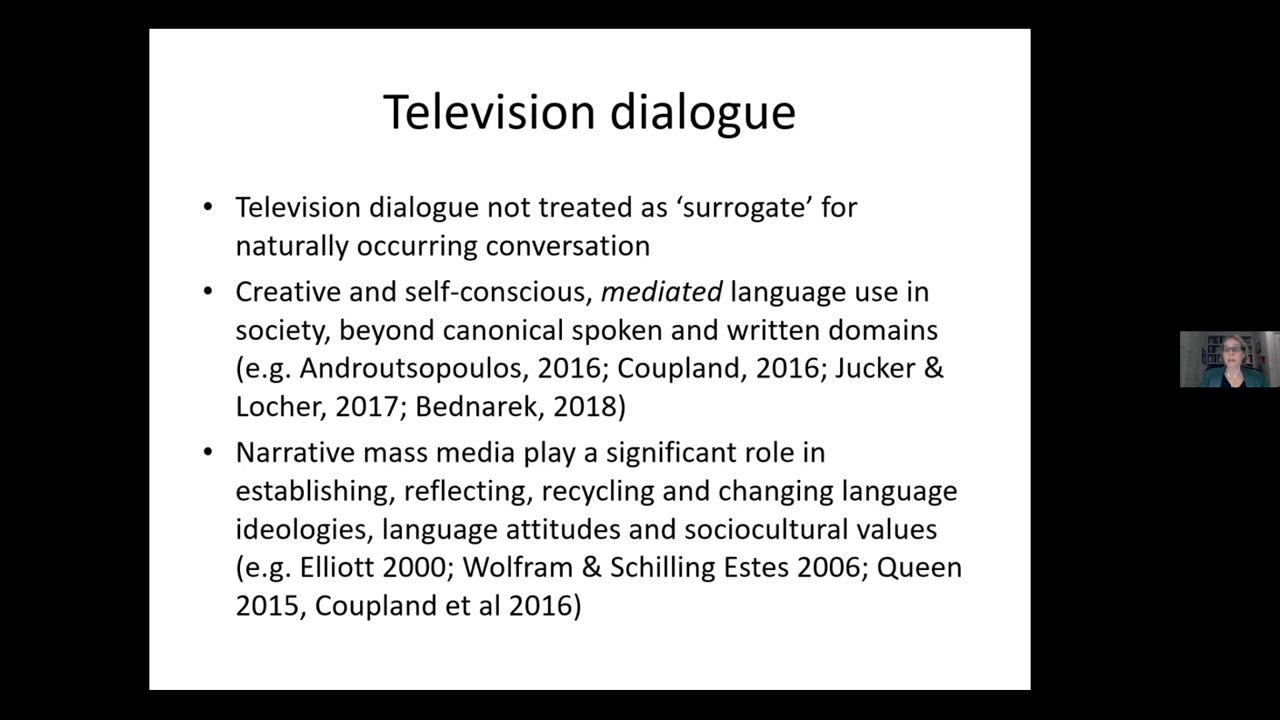 Television dialogue
• Television dialogue not treated as ‘surrogate’ for
naturally occurring conversation
• Creative and self-conscious, mediated language use in
society, beyond canonical spoken and written domains
(e.g. Androutsopoulos, 2016; Coupland, 2016; Jucker &
Locher, 2017; Bednarek, 2018)
• Narrative mass media play a significant role in
establishing, reflecting, recycling and changing language
ideologies, language attitudes and sociocultural values
(e.g. Elliott 2000; Wolfram & Schilling Estes 2006; Queen
2015, Coupland et al 2016)